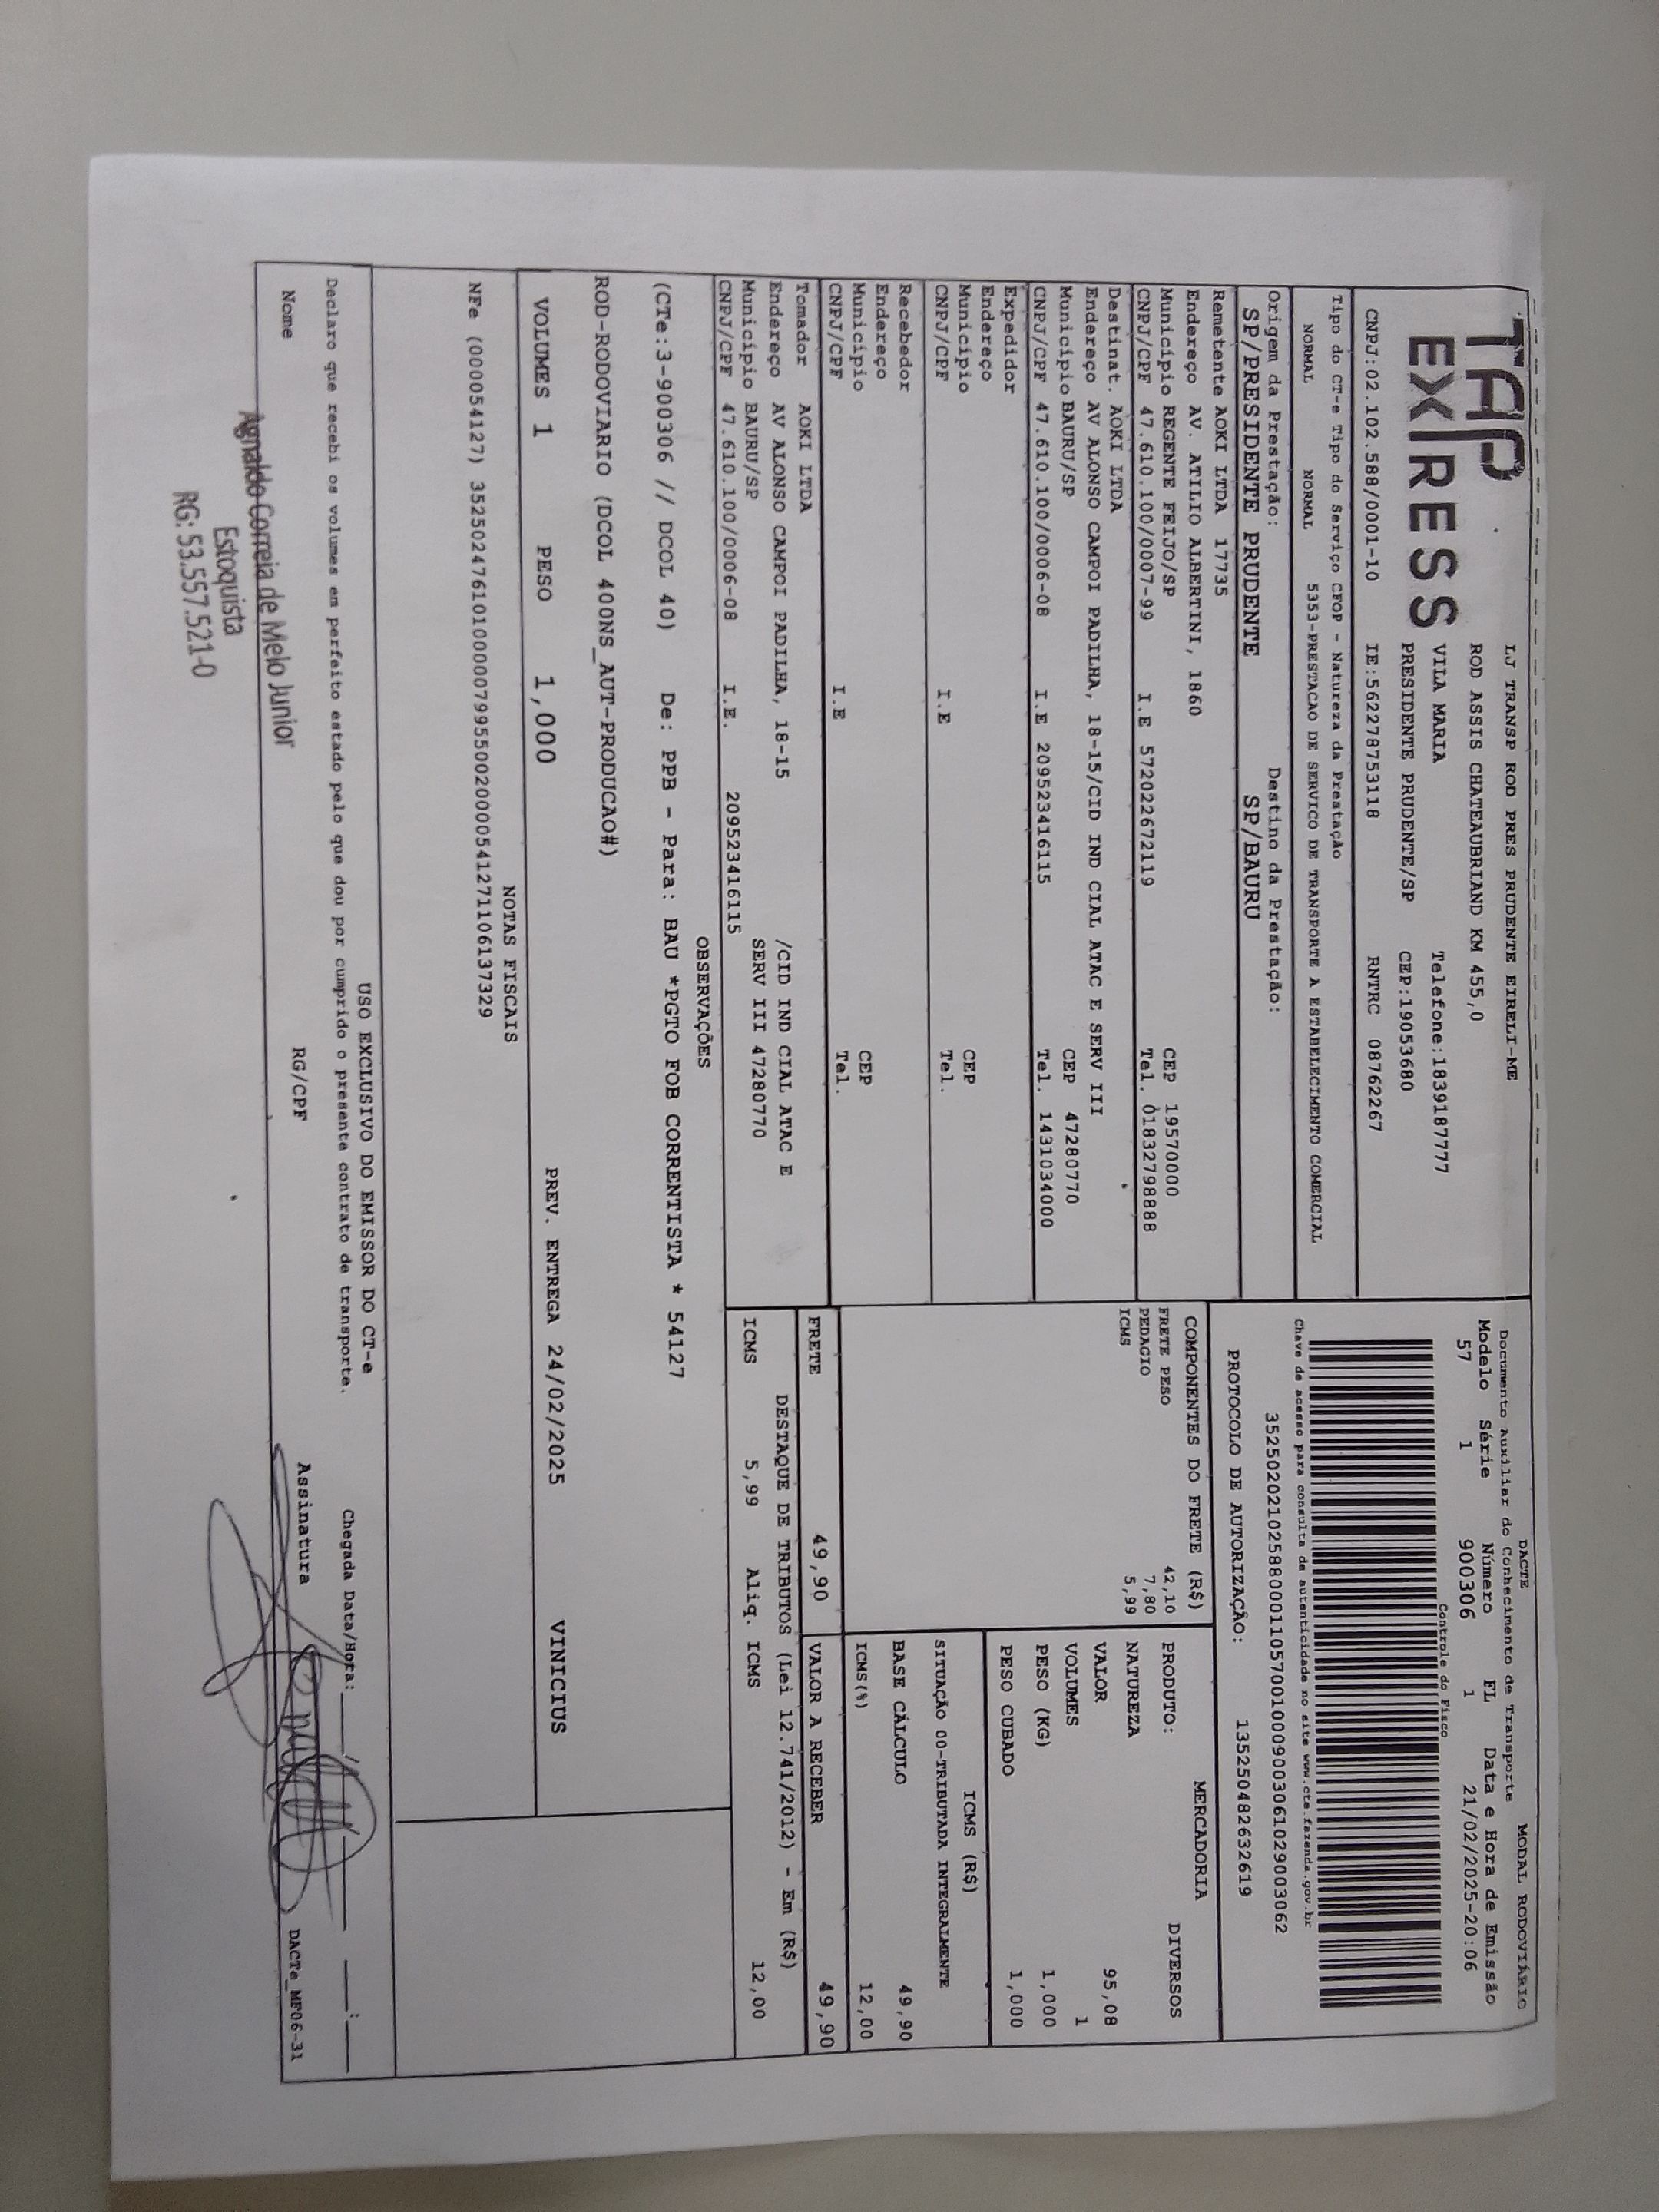 TAP
EXPRESS
LJ TRANSP ROD PRES PRUDENTE EIRELI-ME
ROD ASSIS CHATEAUBRIAND KM 455,0
VILA MARIA Telefone:1839187777
PRESIDENTE PRUDENTE/SP CEP:19053680
CNPJ:02.102.588/0001-10 IE:562278753118 RNTRC 08762267
Tipo do CT-e Tipo do Serviço CFOP - Natureza da Prestação
NORMAL NORMAL 5353-PRESTACAO DE SERVICO DE TRANSPORTE A ESTABELECIMENTO COMERCIAL
Origem da Prestação: Destino da Prestação:
SP/PRESIDENTE PRUDENTE SP/BAURU
Remetente AOKI LTDA 17735
Endereço AV. ATILIO ALBERTINI, 1860
Município REGENTE FEIJO/SP CEP 19570000
CNPJ/CPF 47.610.100/0007-99 I.E 572022672119 Tel. 01832798888
Destinat. AOKI LTDA
Endereço AV ALONSO CAMPOI PADILHA, 18-15/CID IND CIAL ATAC E SERV III
Município BAURU/SP CEP 47280770
CNPJ/CPF 47.610.100/0006-08 I.E 209523416115 Tel. 1431034000
Expedidor
Endereço
Município CEP
CNPJ/CPF I.E Tel.
Recebedor
Endereço
Município CEP
CNPJ/CPF I.E Tel.
Tomador AOKI LTDA
Endereço AV ALONSO CAMPOI PADILHA, 18-15 /CID IND CIAL ATAC E
Município BAURU/SP SERV III 47280770
CNPJ/CPF 47.610.100/0006-08 I.E. 209523416115
DACTE MODAL RODOVIÁRIO
Documento Auxiliar do Conhecimento de Transporte
Modelo Série Número FL Data e Hora de Emissão
57 1 900306 1 21/02/2025-20:06
Controle do Fisco
Chave de acesso para consulta de autenticidade no site www.cte.fazenda.gov.br
35250202102588000110570010009003061029003062
PROTOCOLO DE AUTORIZAÇÃO: 135250482632619
COMPONENTES DO FRETE (R$)
FRETE PESO 42,10
PEDAGIO 7,80
ICMS 5,99
MERCADORIA
PRODUTO: DIVERSOS
NATUREZA
VALOR 95,08
VOLUMES 1
PESO (KG) 1,000
PESO CUBADO 1,000
ICMS (R$)
SITUAÇÃO 00-TRIBUTADA INTEGRALMENTE
BASE CÁLCULO 49,90
ICMS(%) 12,00
FRETE 49,90 VALOR A RECEBER 49,90
DESTAQUE DE TRIBUTOS (Lei 12.741/2012) - Em (R$)
ICMS 5,99 Aliq. ICMS 12,00
OBSERVAÇÕES
(CTe:3-900306 // DCOL 40) De: PPB - Para: BAU *PGTO FOB CORRENTISTA * 54127
ROD-RODOVIARIO (DCOL 400NS_AUT-PRODUCAO#)
VOLUMES 1 PESO 1,000 PREV. ENTREGA 24/02/2025 VINICIUS
NOTAS FISCAIS
NFe (000054127) 35250247610100000799550020000541271106137329
USO EXCLUSIVO DO EMISSOR DO CT-e
Declaro que recebi os volumes em perfeito estado pelo que dou por cumprido o presente contrato de transporte. Chegada Data/Hora:
Nome RG/CPF Assinatura DACTe_MF06-31
Agnaldo Correia de Melo Junior
Estoquista
RG: 53.557.521-0